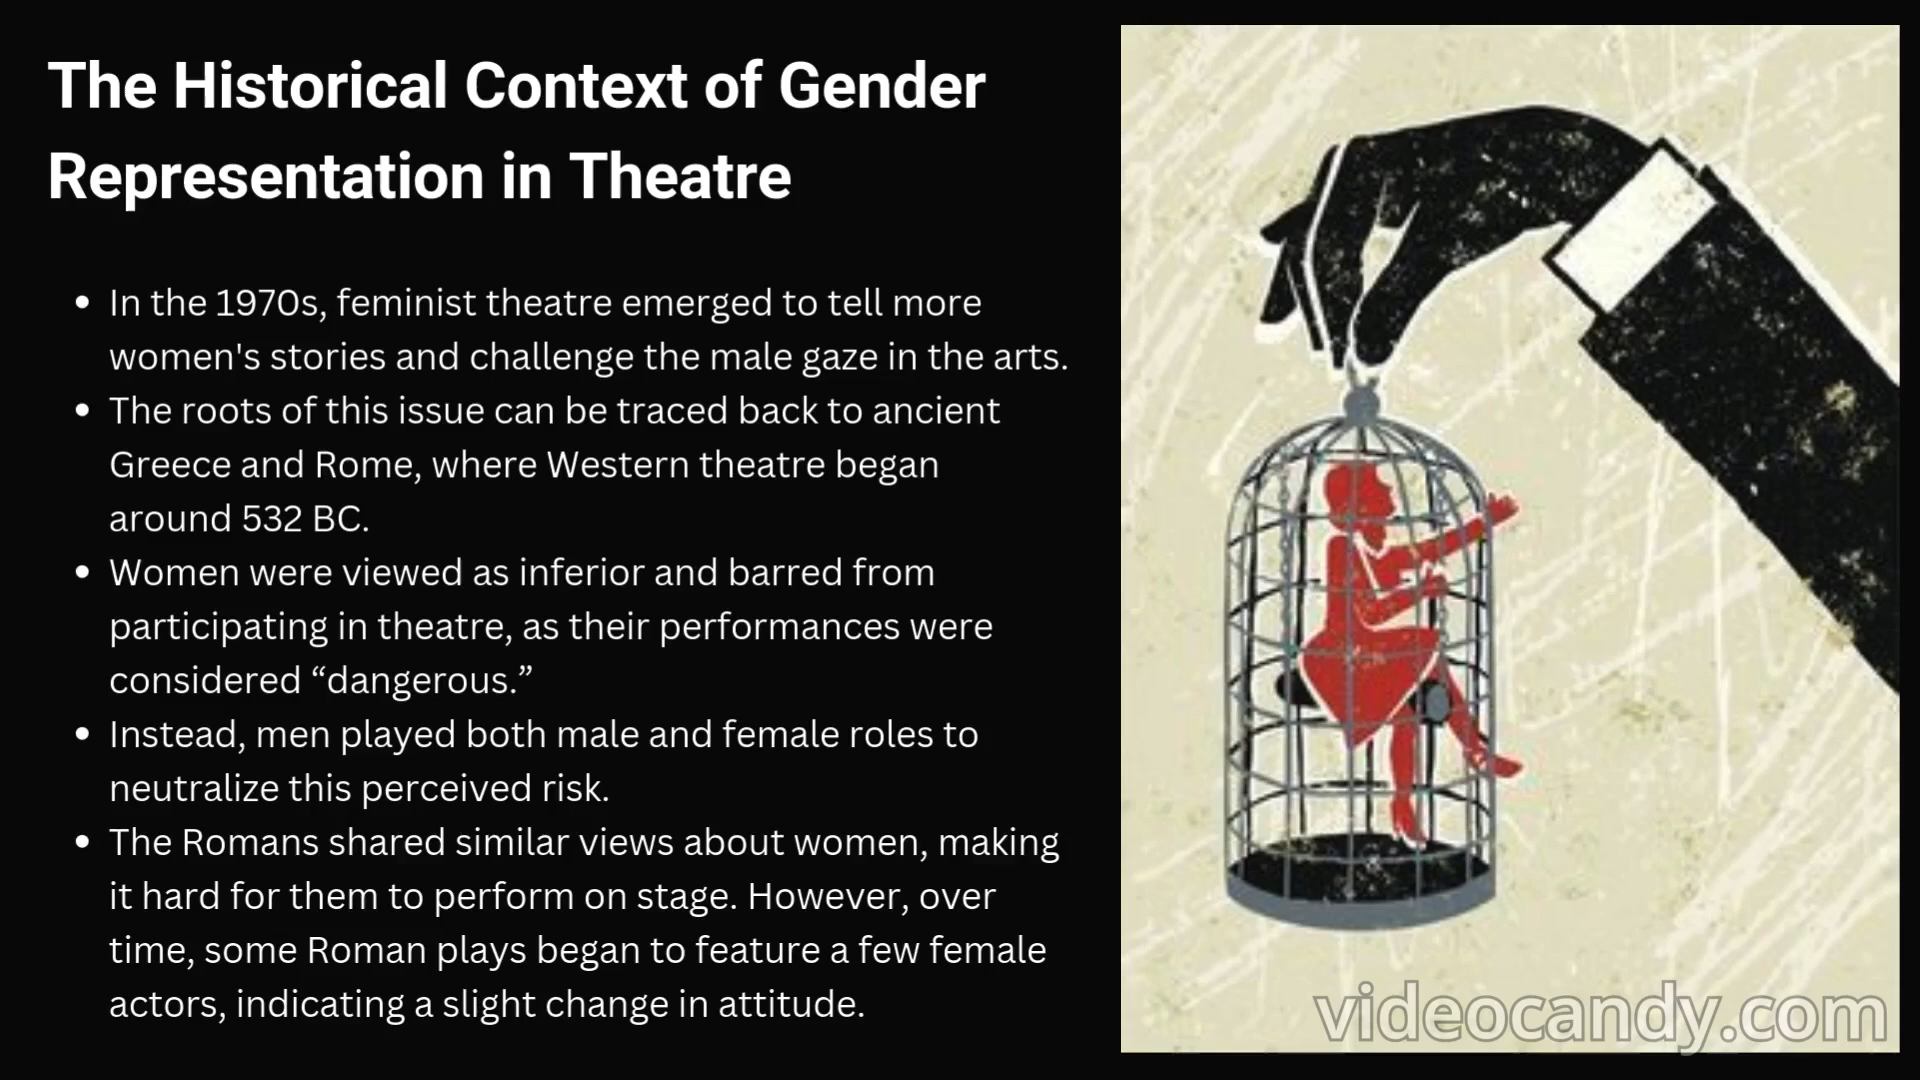 The Historical Context of Gender
Representation in Theatre
• In the 1970s, feminist theatre emerged to tell more
women's stories and challenge the male gaze in the arts.
• The roots of this issue can be traced back to ancient
Greece and Rome, where Western theatre began
around 532 BC.
• Women were viewed as inferior and barred from
participating in theatre, as their performances were
considered “dangerous.”
• Instead, men played both male and female roles to
neutralize this perceived risk.
• The Romans shared similar views about women, making
it hard for them to perform on stage. However, over
time, some Roman plays began to feature a few female
actors, indicating a slight change in attitude.
videocandy.com